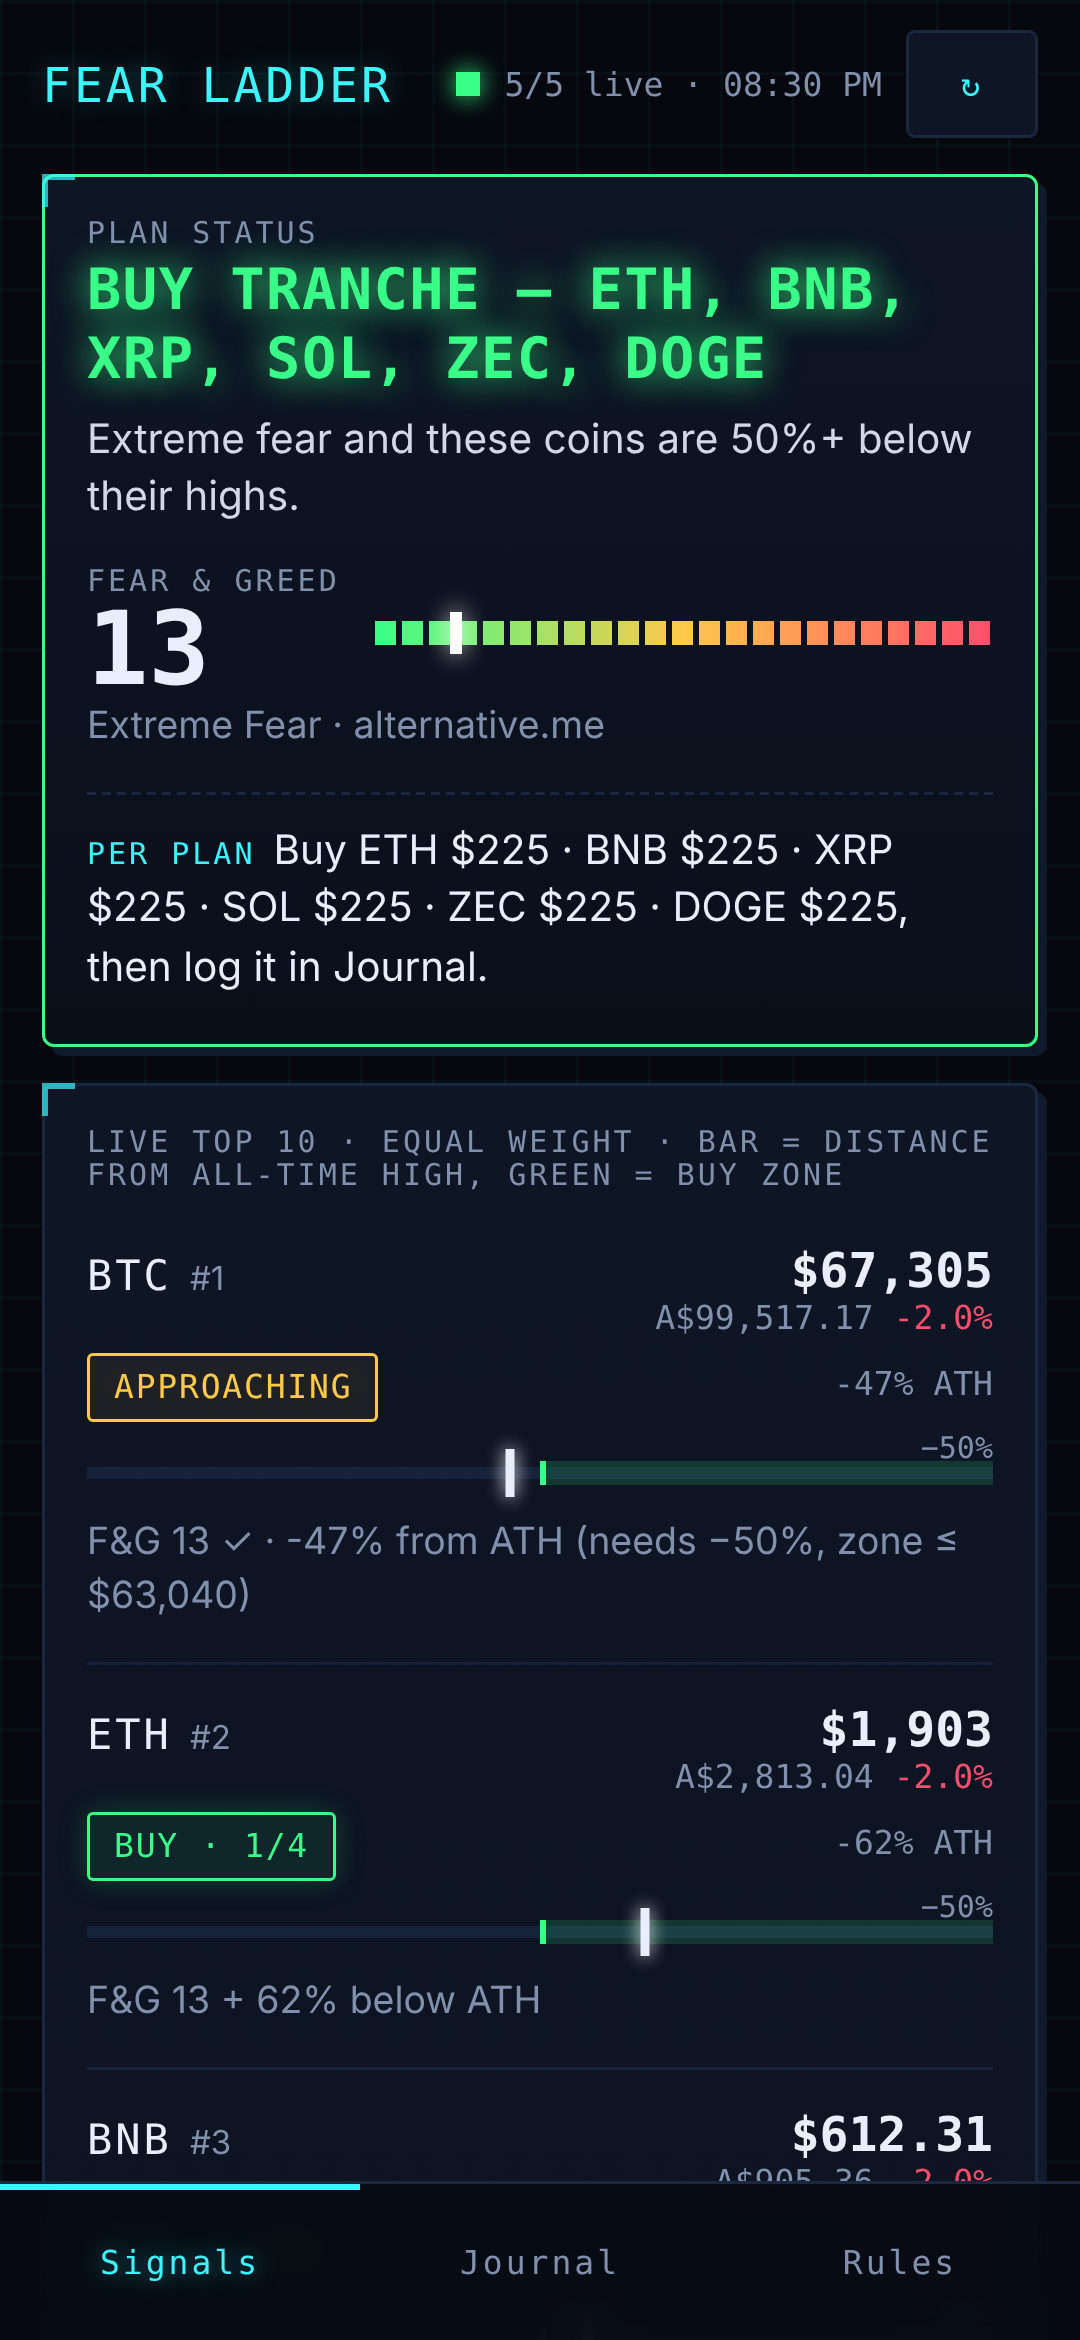 FEAR LADDER
5/5 live · 08:30 PM
↻
PLAN STATUS
BUY TRANCHE — ETH, BNB,
XRP, SOL, ZEC, DOGE
Extreme fear and these coins are 50%+ below
their highs.
FEAR & GREED
13
Extreme Fear · alternative.me
PER PLAN Buy ETH $225 · BNB $225 · XRP
$225 · SOL $225 · ZEC $225 · DOGE $225,
then log it in Journal.
LIVE TOP 10 · EQUAL WEIGHT · BAR = DISTANCE
FROM ALL-TIME HIGH, GREEN = BUY ZONE
BTC #1
$67,305
A$99,517.17 -2.0%
APPROACHING
-47% ATH
−50%
F&G 13 ✓ · -47% from ATH (needs −50%, zone ≤
$63,040)
ETH #2
$1,903
A$2,813.04 -2.0%
BUY · 1/4
-62% ATH
−50%
F&G 13 + 62% below ATH
BNB #3
$612.31
A$905.36 -2.0%
Signals
Journal
Rules